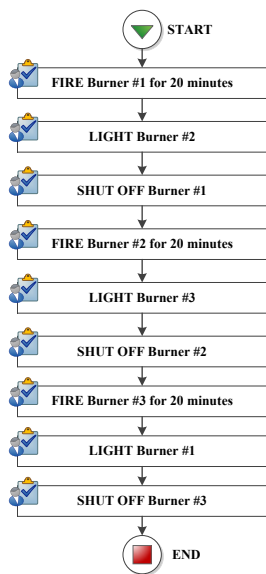 START
FIRE Burner #1 for 20 minutes
LIGHT Burner #2
SHUT OFF Burner #1
FIRE Burner #2 for 20 minutes
LIGHT Burner #3
SHUT OFF Burner #2
FIRE Burner #3 for 20 minutes
LIGHT Burner #1
SHUT OFF Burner #3
END